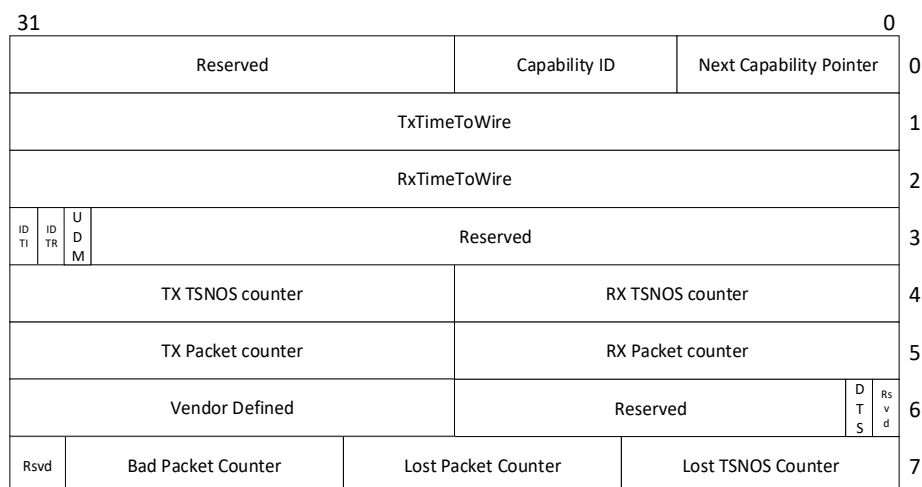 31 0
Reserved Capability ID Next Capability Pointer 0
TxTimeToWire 1
RxTimeToWire 2
ID TI ID TR U D M Reserved 3
TX TSNOS counter RX TSNOS counter 4
TX Packet counter RX Packet counter 5
Vendor Defined Reserved D T S Rs v d 6
Rsvd Bad Packet Counter Lost Packet Counter Lost TSNOS Counter 7